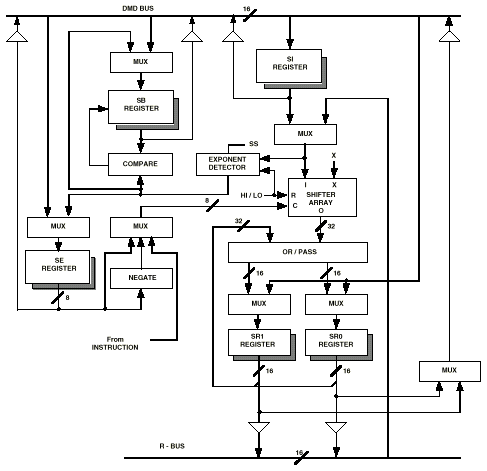 DMD BUS
16
MUX
SI
REGISTER
SB
REGISTER
MUX
SS
COMPARE
EXPONENT
DETECTOR
X
I X
R SHIFTER
C ARRAY
O
HI / LO
8
MUX
MUX
32
32
SE
REGISTER
OR / PASS
NEGATE
16
16
8
MUX
MUX
From
INSTRUCTION
SR1
REGISTER
SR0
REGISTER
16
16
MUX
R - BUS
16